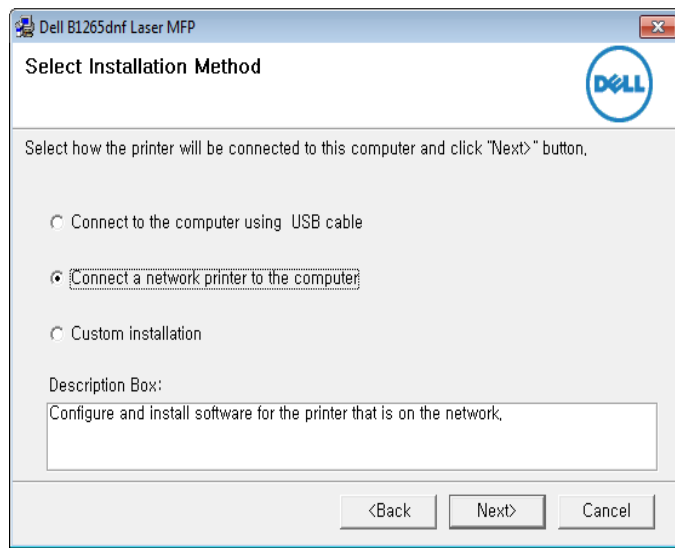 Dell B1265dnf Laser MFP
Select Installation Method
DELL
Select how the printer will be connected to this computer and click "Next>" button,
Connect to the computer using  USB cable
Connect a network printer to the computer
Custom installation
Description Box:
Configure and install software for the printer that is on the network,
<Back
Next>
Cancel